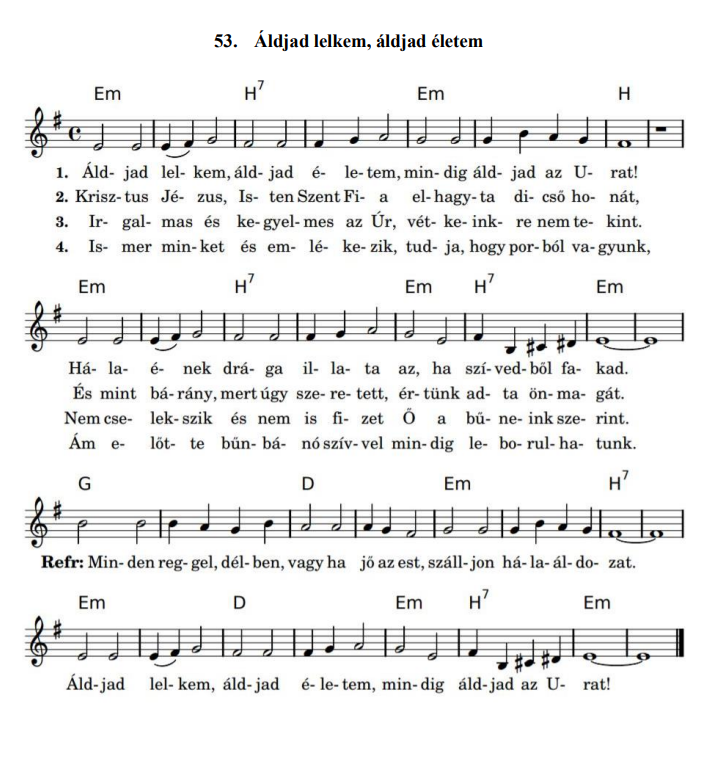 53. Áldjad lelkem, áldjad életem
Em H7 Em H
1. Áld- jad lel- kem, áld- jad é- le- tem, min- dig áld- jad az U- rat!
2. Krisz- tus Jé- zus, Is- ten Szent Fi- a el- hagy- ta di- cső ho- nát,
3. Ir- gal- mas és ke- gyel- mes az Úr, vét- ke- ink- re nem te- kint.
4. Is- mer min- ket és em- lé- ke- zik, tud- ja, hogy por- ból va- gyunk,
Em H7 Em H7 Em
Há- la- é- nek drá- ga il- la- ta az, ha szí- ved- ből fa- kad.
És mint bá- rány, mert úgy sze- re- tett, ér- tünk ad- ta ön- ma- gát.
Nem cse- lek- szik és nem is fi- zet Ő a bű- ne- ink sze- rint.
Ám e- lőt- te bűn- bá- nó szív- vel min- dig le- bo- rul- ha- tunk.
G D Em H7
Refr: Min- den reg- gel, dél- ben, vagy ha jő az est, száll- jon há- la- ál- do- zat.
Em D Em H7 Em
Áld- jad lel- kem, áld- jad é- le- tem, min- dig áld- jad az U- rat!